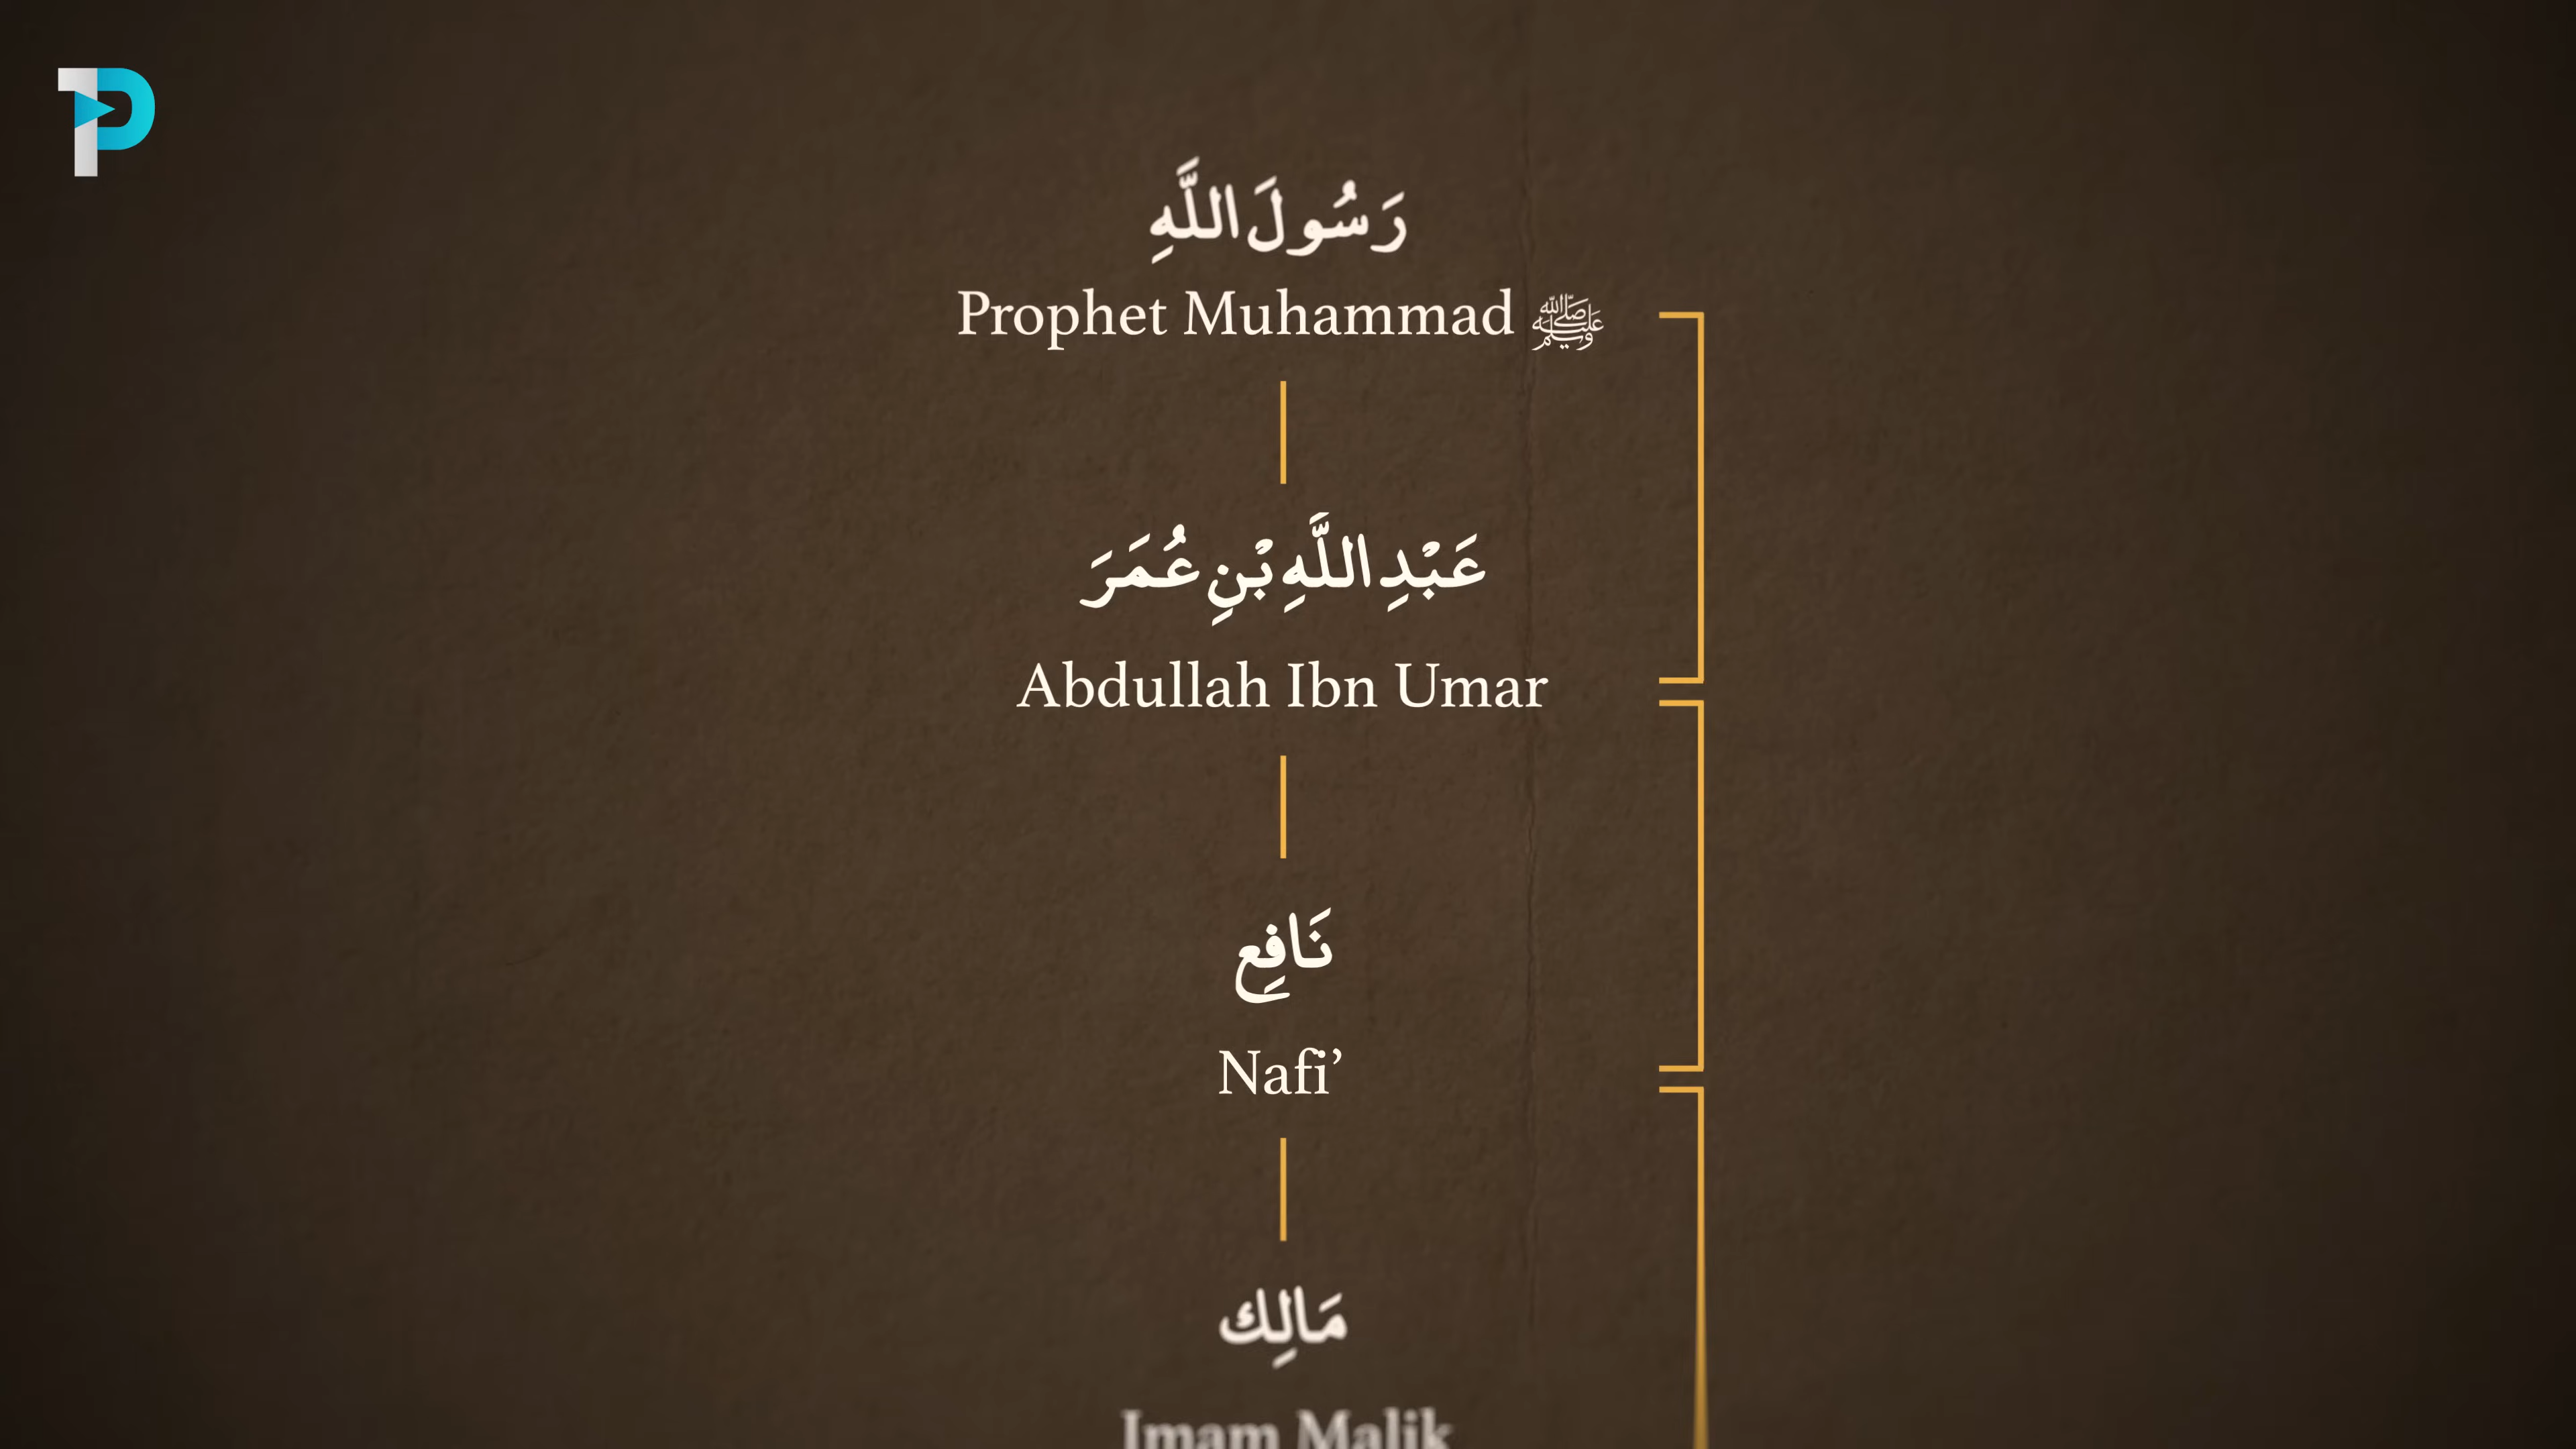 رَسُولَ اللَّهِ
Prophet Muhammad ﷺ
عَبْدِ اللَّهِ بْنِ عُمَرَ
Abdullah Ibn Umar
نَافِع
Nafi’
مَالِك
Imam Malik